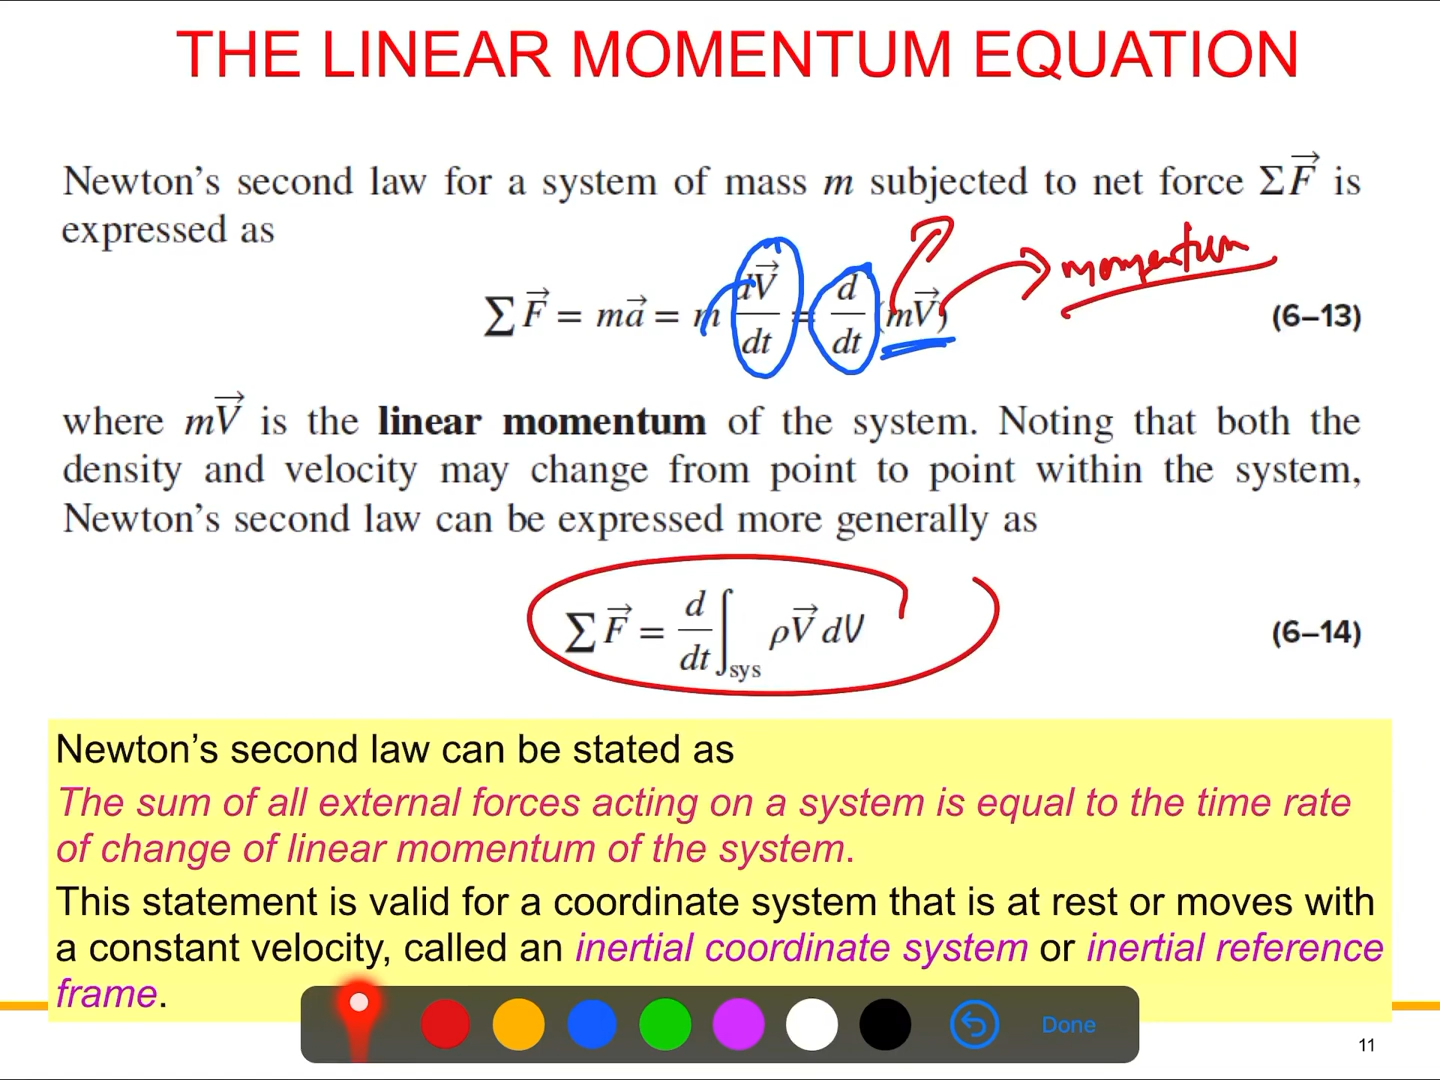 THE LINEAR MOMENTUM EQUATION
Newton's second law for a system of mass m subjected to net force ΣF⃗ is
expressed as
momentum
∑F⃗ = ma⃗ = m dV⃗/dt = d/dt (mV⃗) (6–13)
where mV⃗ is the linear momentum of the system. Noting that both the
density and velocity may change from point to point within the system,
Newton's second law can be expressed more generally as
∑F⃗ = d/dt ∫sys ρV⃗ dV (6–14)
Newton's second law can be stated as
The sum of all external forces acting on a system is equal to the time rate
of change of linear momentum of the system.
This statement is valid for a coordinate system that is at rest or moves with
a constant velocity, called an inertial coordinate system or inertial reference
frame.
Done
11